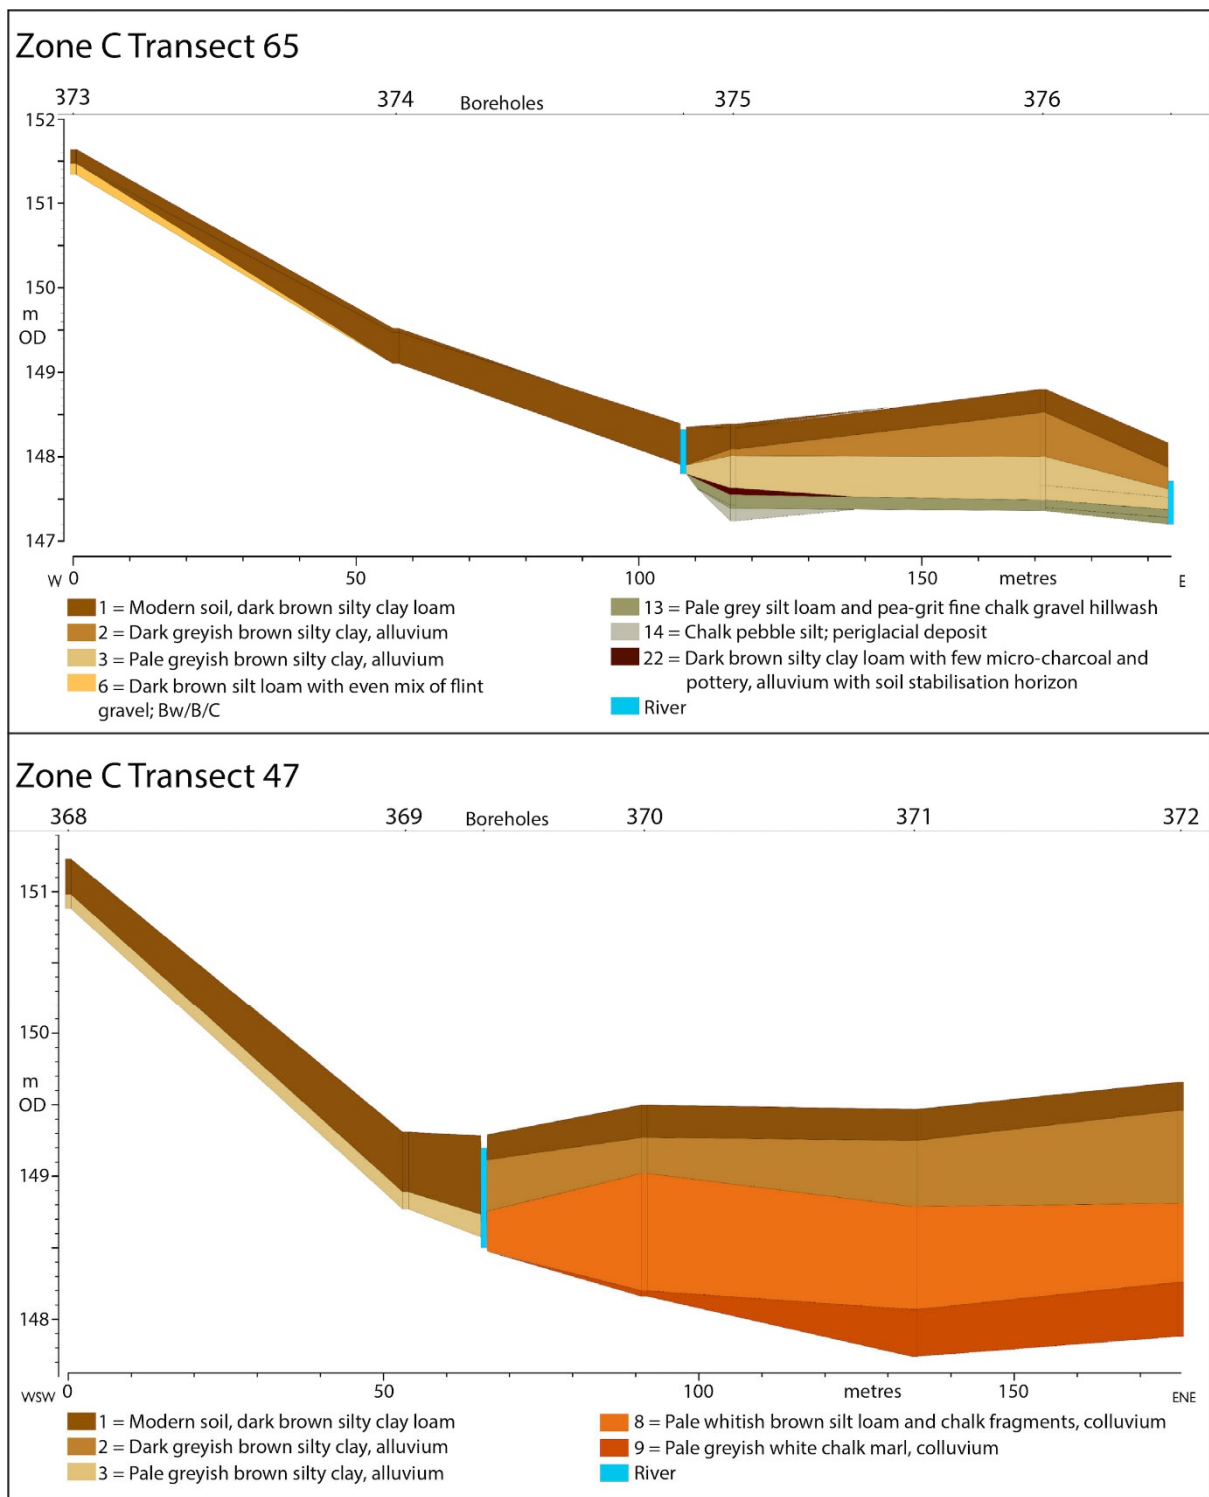 Zone C Transect 65
373 374 Boreholes 375 376
152
151
150
m
OD
149
148
147
W 0 50 100 150 metres E
1 = Modern soil, dark brown silty clay loam
2 = Dark greyish brown silty clay, alluvium
3 = Pale greyish brown silty clay, alluvium
6 = Dark brown silt loam with even mix of flint
gravel; Bw/B/C
13 = Pale grey silt loam and pea-grit fine chalk gravel hillwash
14 = Chalk pebble silt; periglacial deposit
22 = Dark brown silty clay loam with few micro-charcoal and
pottery, alluvium with soil stabilisation horizon
River
Zone C Transect 47
368 369 Boreholes 370 371 372
151
150
m
OD
149
148
WSW 0 50 100 metres 150 ENE
1 = Modern soil, dark brown silty clay loam
2 = Dark greyish brown silty clay, alluvium
3 = Pale greyish brown silty clay, alluvium
8 = Pale whitish brown silt loam and chalk fragments, colluvium
9 = Pale greyish white chalk marl, colluvium
River